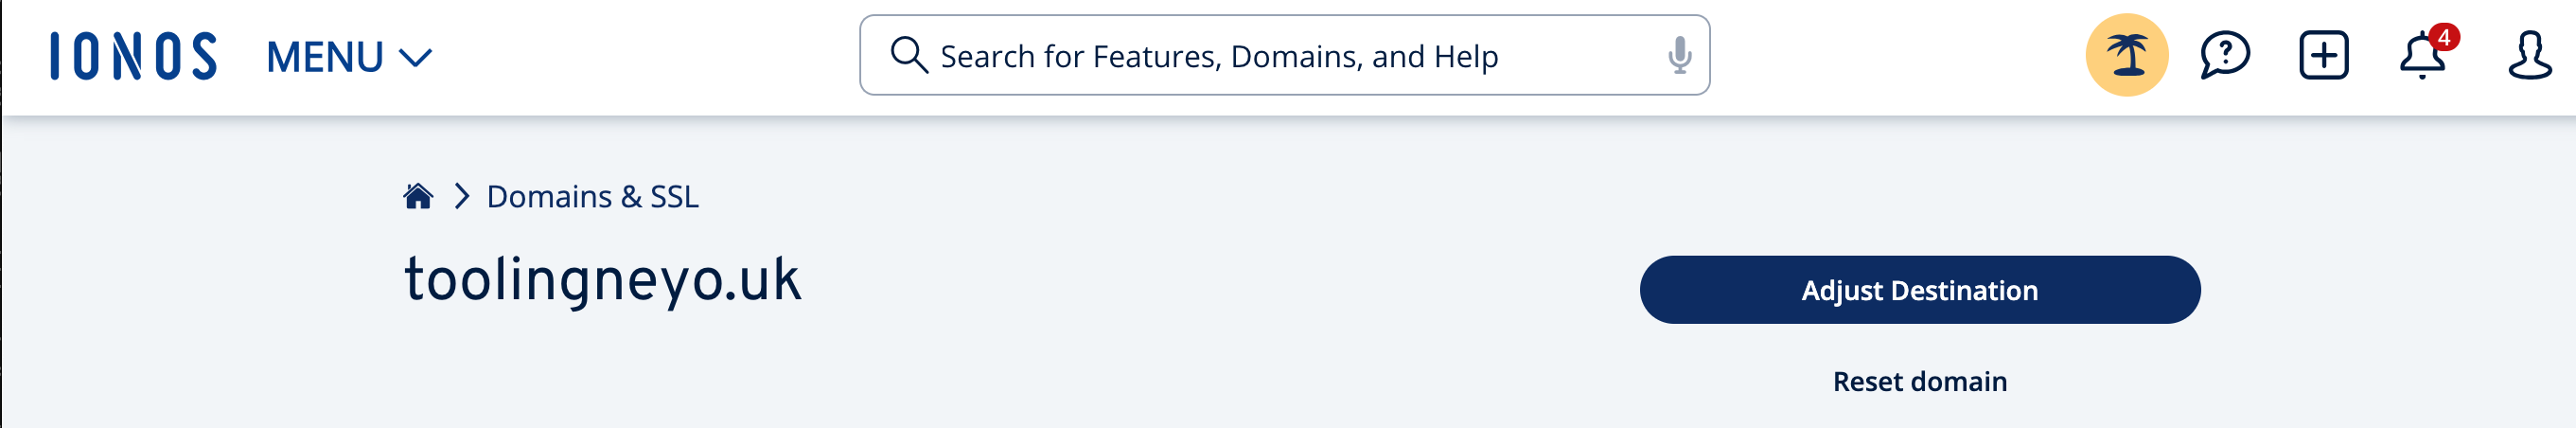 IONOS MENU Search for Features, Domains, and Help ? 4
Domains & SSL
toolingneyo.uk
Adjust Destination
Reset domain